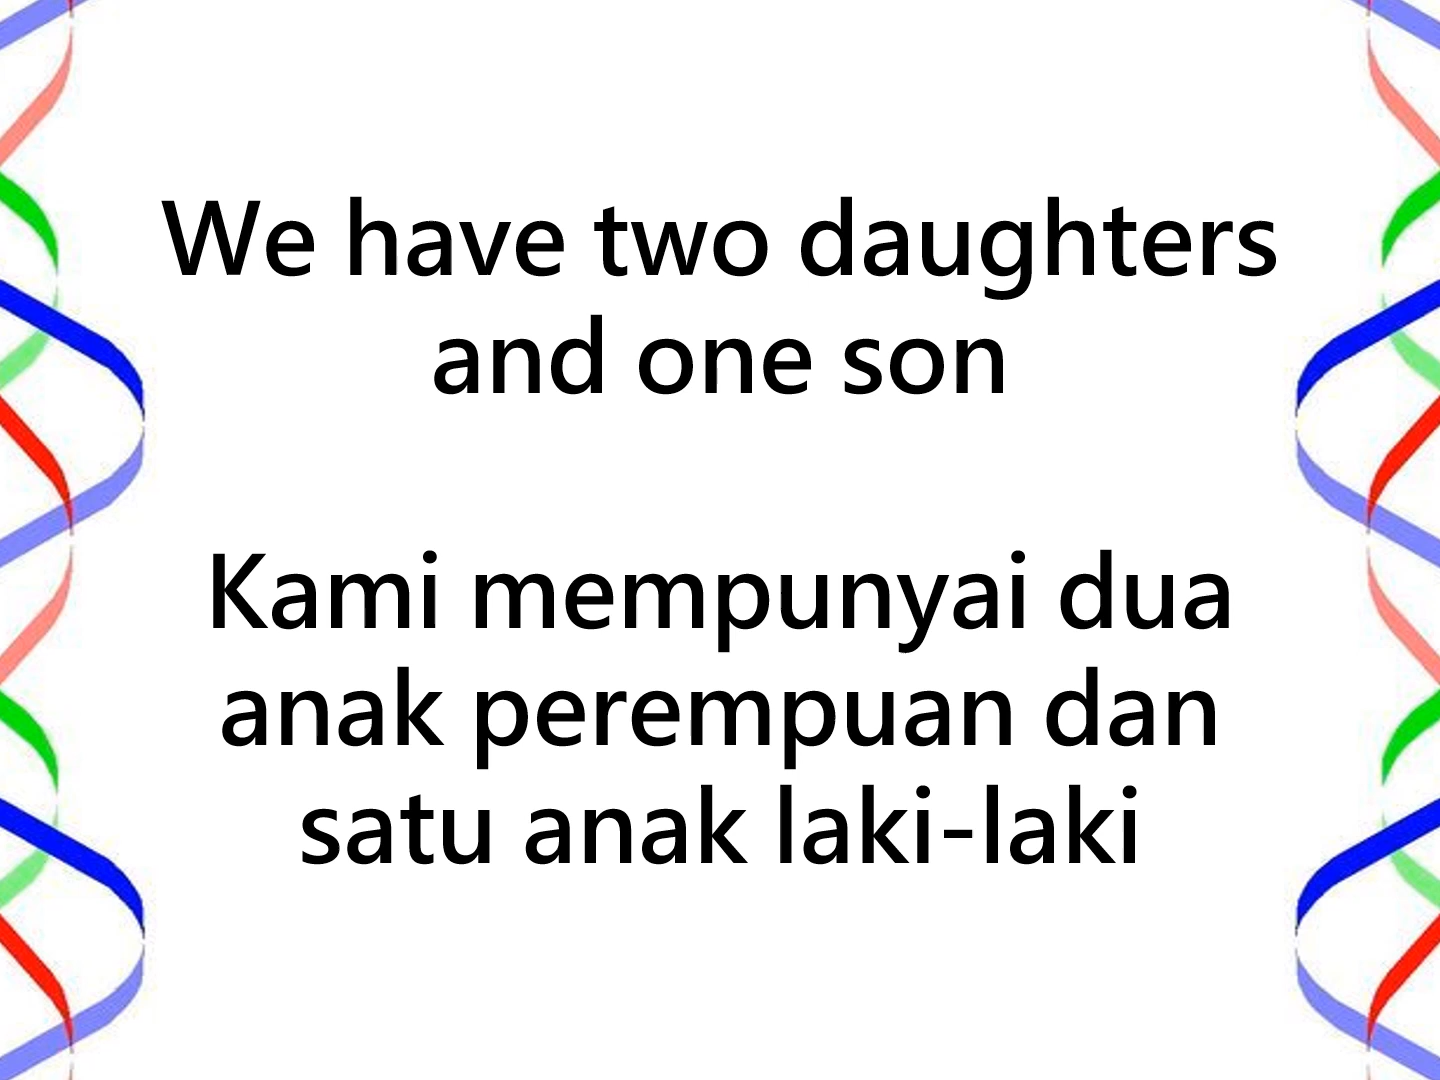 We have two daughters
and one son
Kami mempunyai dua
anak perempuan dan
satu anak laki-laki